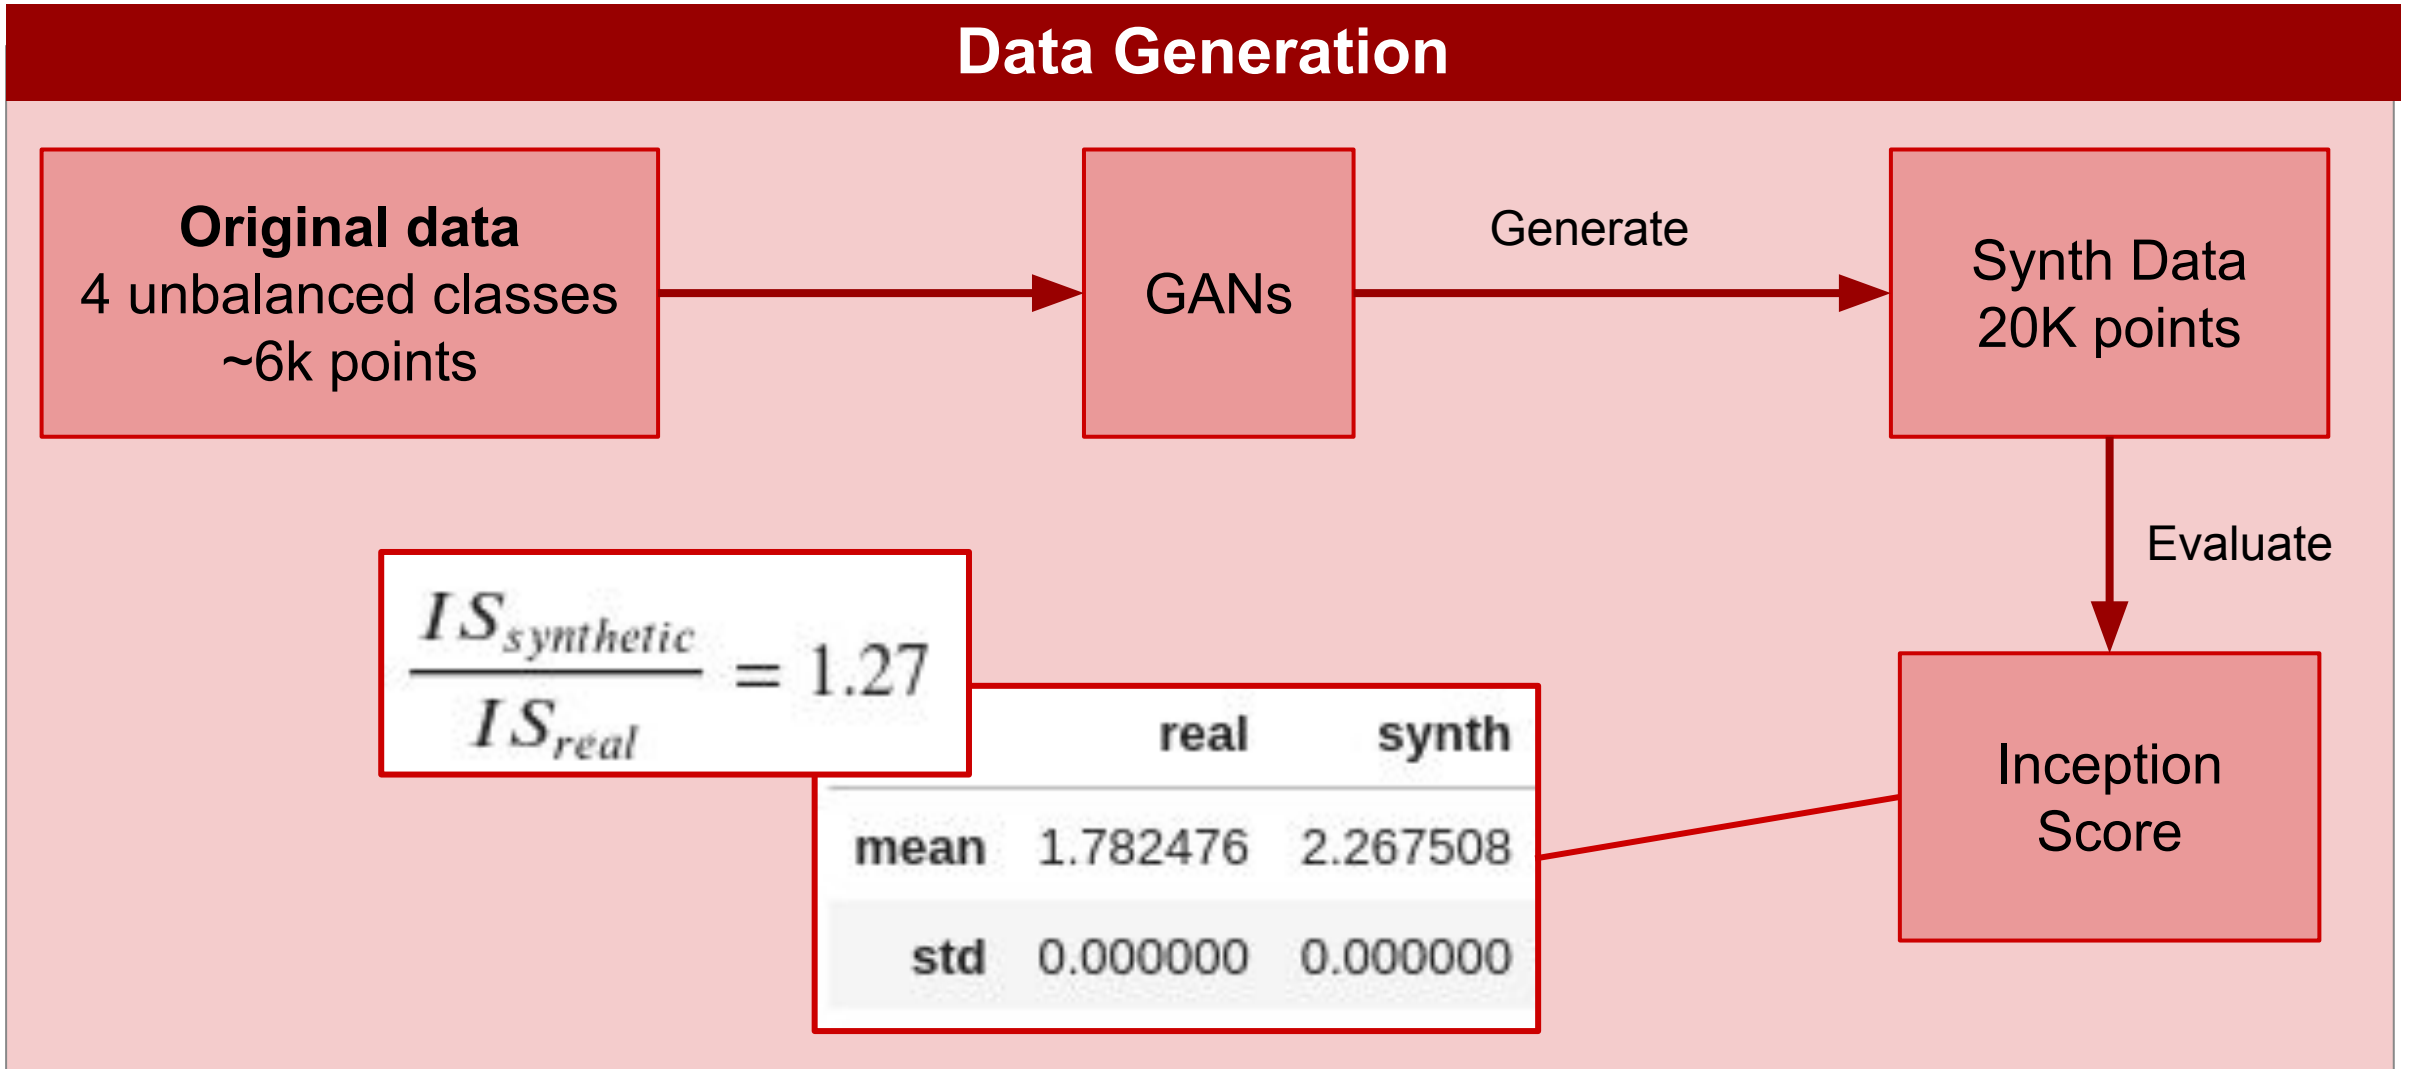 Data Generation
Original data
4 unbalanced classes
~6k points
GANs
Generate
Synth Data
20K points
Evaluate
Inception
Score
IS_synthetic / IS_real = 1.27
real synth
mean 1.782476 2.267508
std 0.000000 0.000000